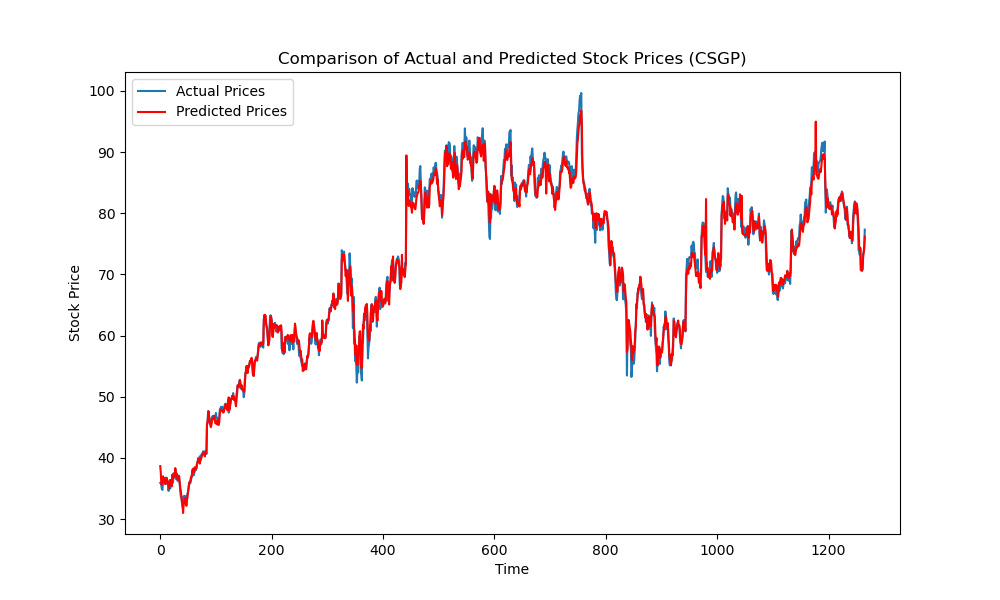 Comparison of Actual and Predicted Stock Prices (CSGP)
Actual Prices
Predicted Prices
Stock Price
100
90
80
70
60
50
40
30
0 200 400 600 800 1000 1200
Time